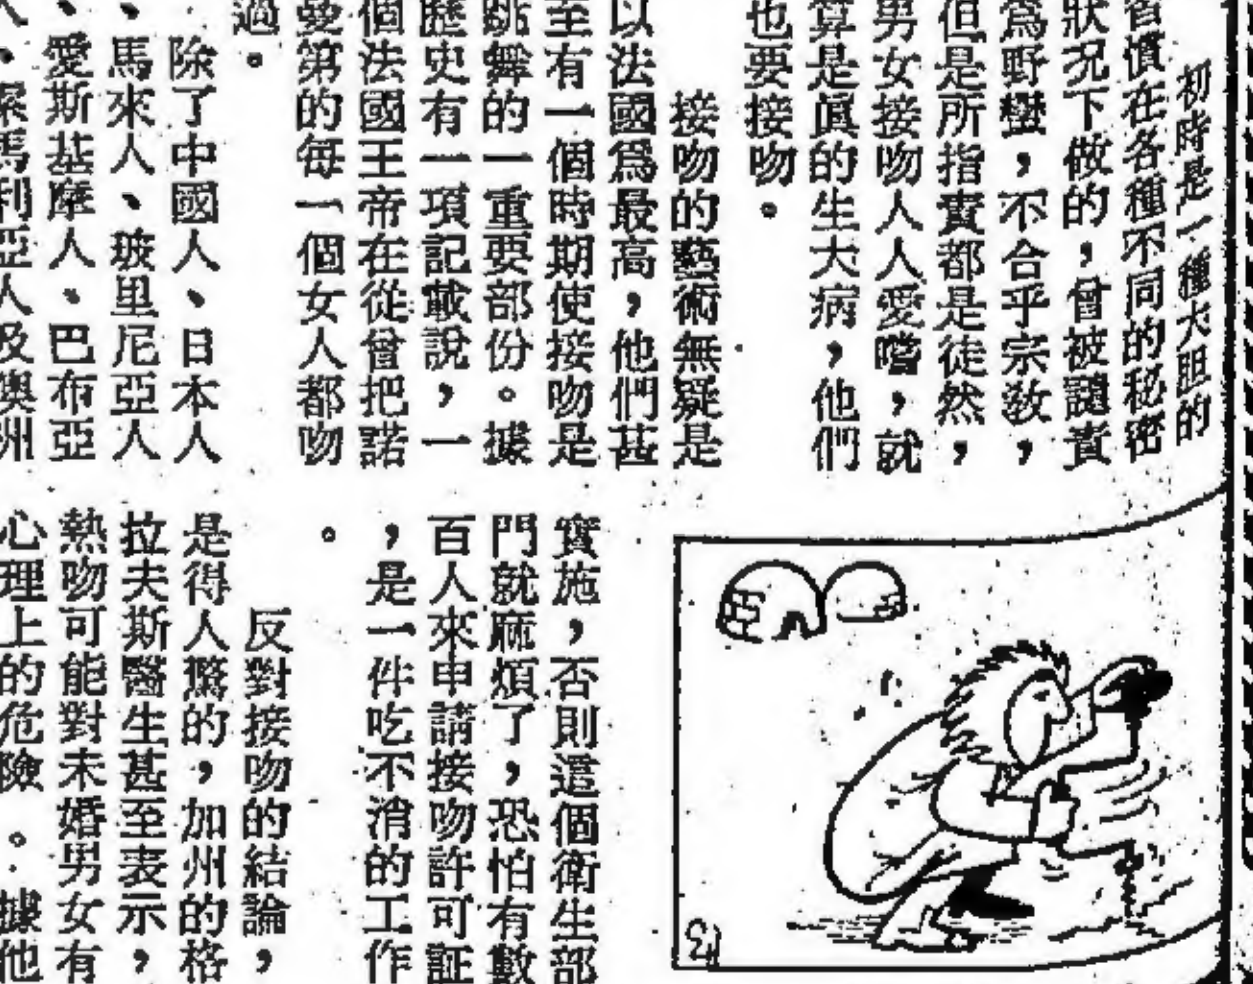 初時是一種大胆的
習慣在各種不同的秘密
狀況下做的，曾被譴責
爲野蠻，不合乎宗教，
但是所指責都是徒然，
男女接吻人人愛嚐，就
算是眞的生大病，他們
也要接吻。
接吻的藝術無疑是
以法國爲最高，他們甚
至有一個時期使接吻是
跳舞的一重要部份。據
歷史有一項記載說，一
個法國王帝在從曾把諾
曼第的每一個女人都吻
過。
除了中國人、日本人
、馬來人、玻里尼亞人
、愛斯基摩人、巴布亞
人、索馬利亞人及澳洲
實施，否則這個衛生部
門就麻煩了，恐怕有數
百人來申請接吻許可証
，是一件吃不消的工作
。
反對接吻的結論，
是得人驚的，加州的格
拉夫斯醫生甚至表示，
熱吻可能對未婚男女有
心理上的危險。據他